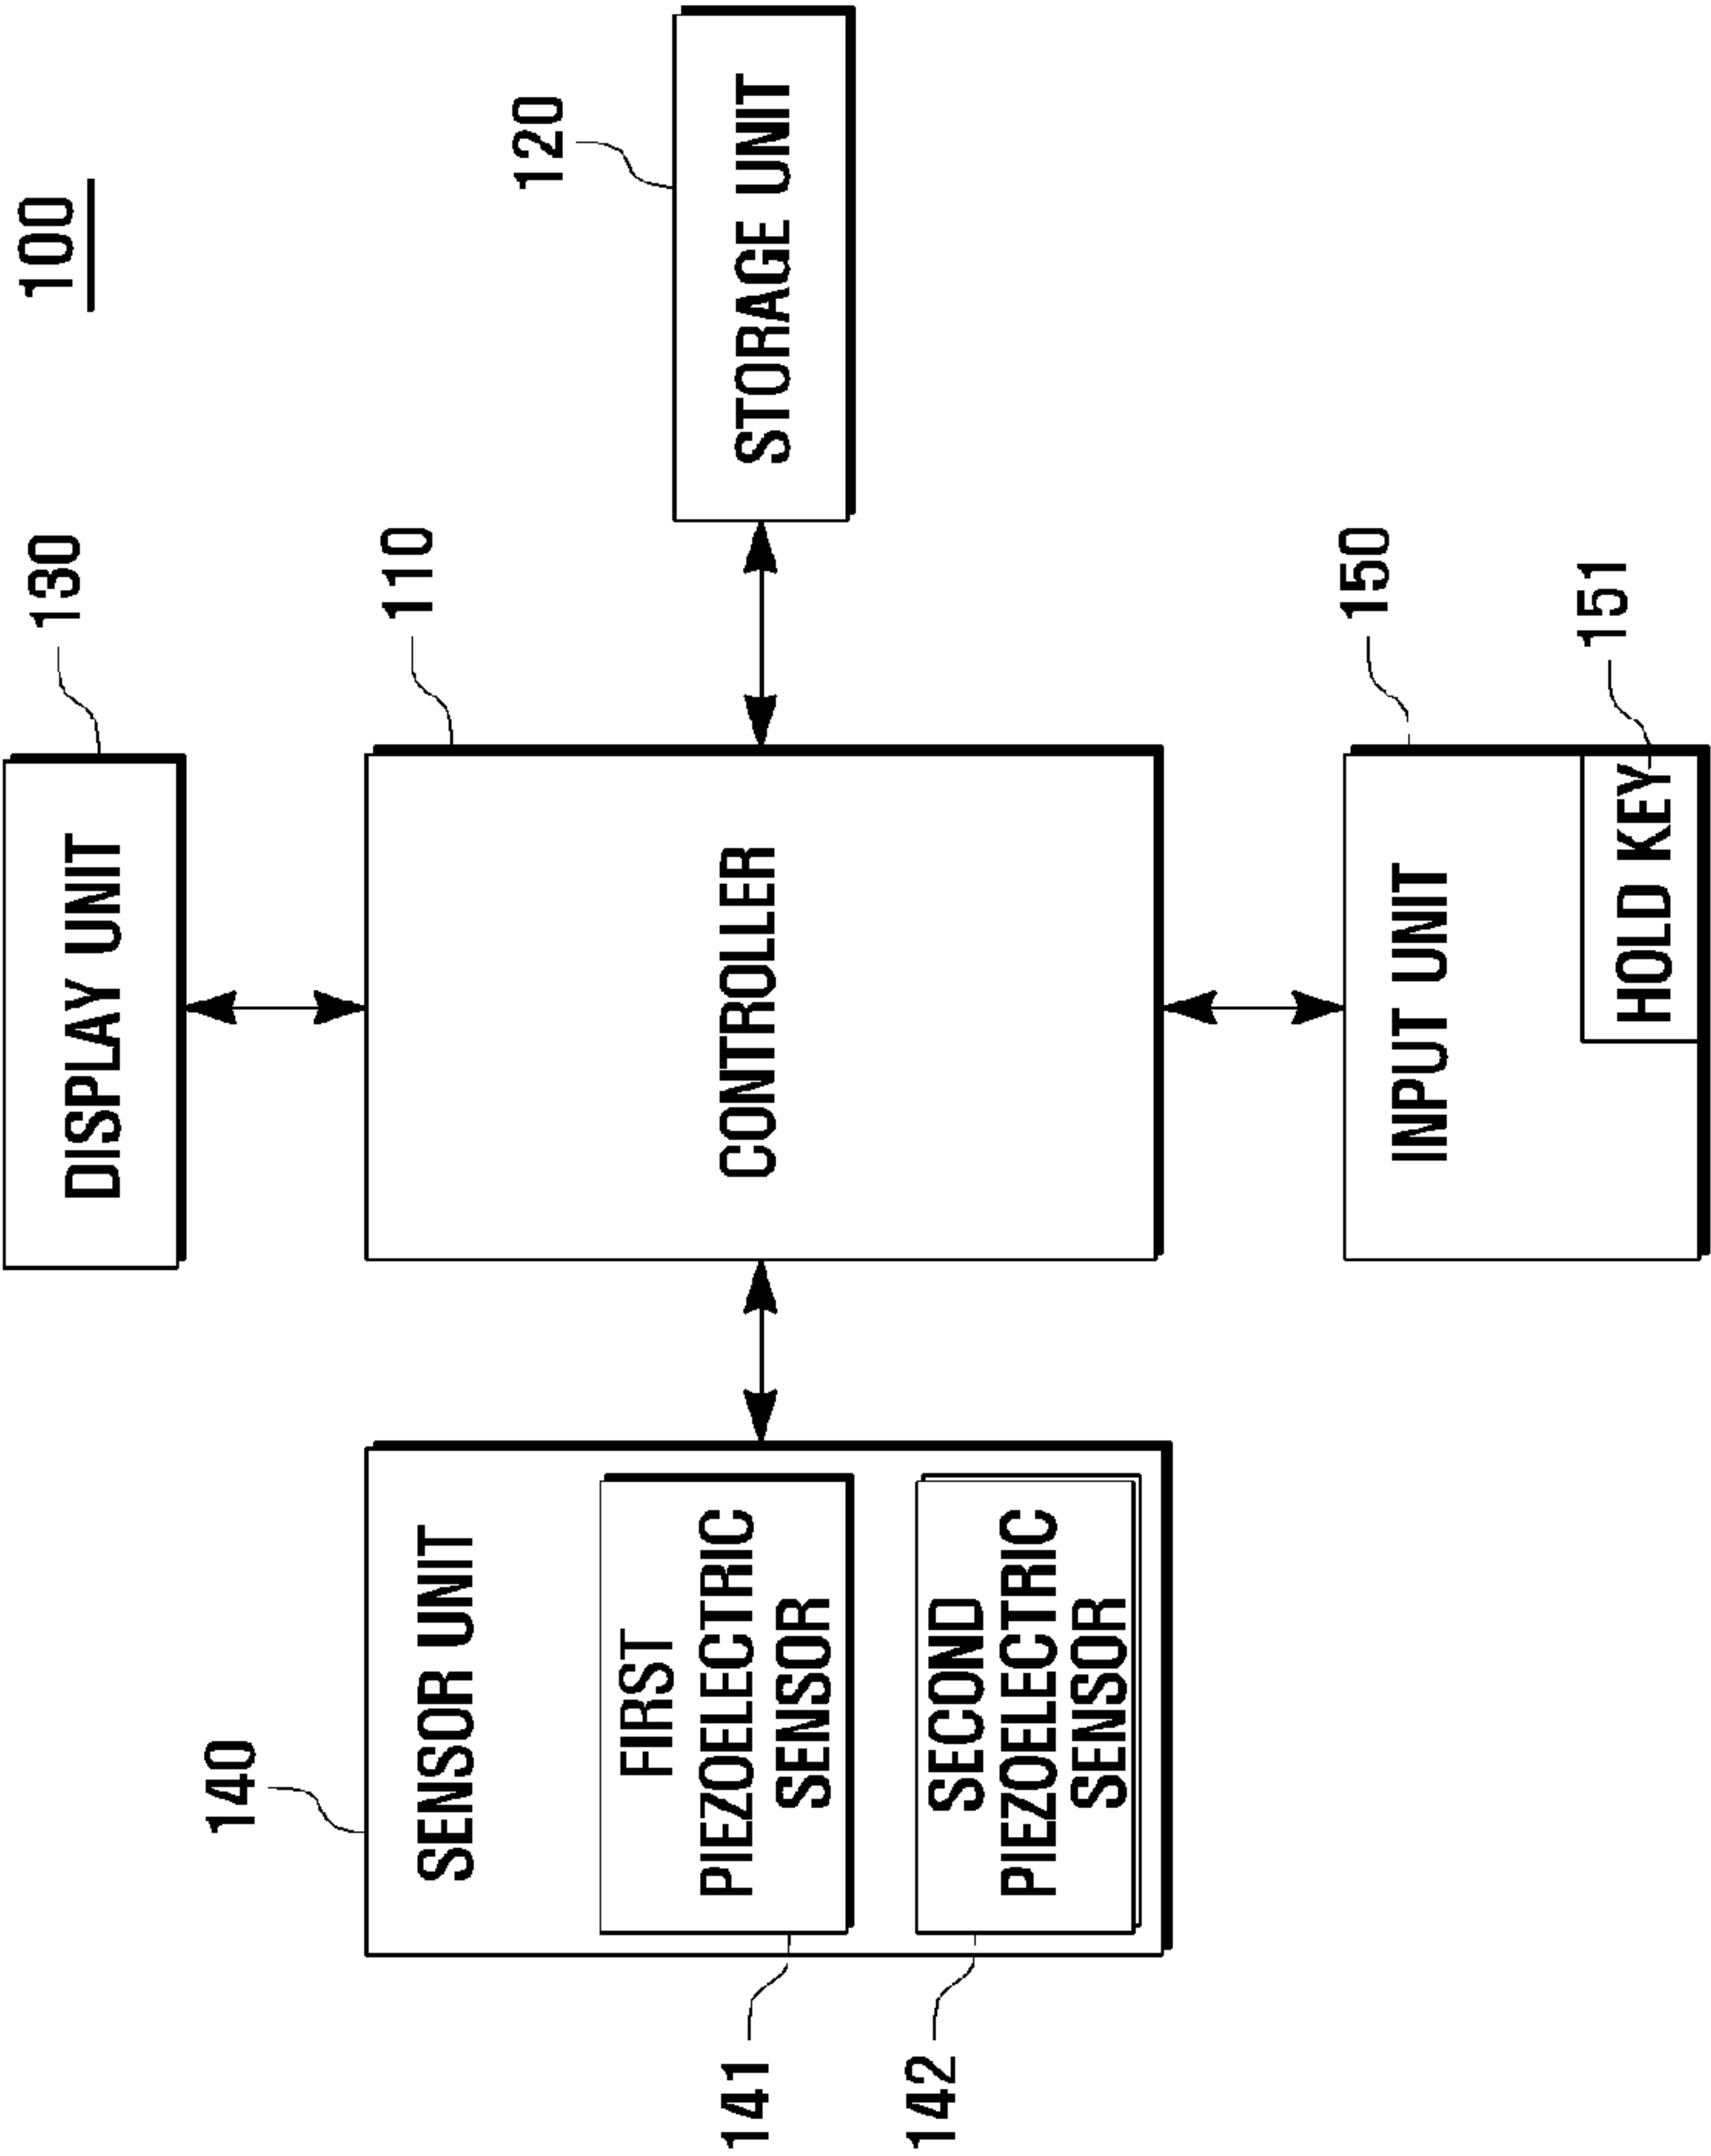 100
130
DISPLAY UNIT
140
SENSOR UNIT
110
120
141
FIRST
PIEZOELECTRIC
SENSOR
CONTROLLER
STORAGE UNIT
142
SECOND
PIEZOELECTRIC
SENSOR
150
INPUT UNIT
151
HOLD KEY